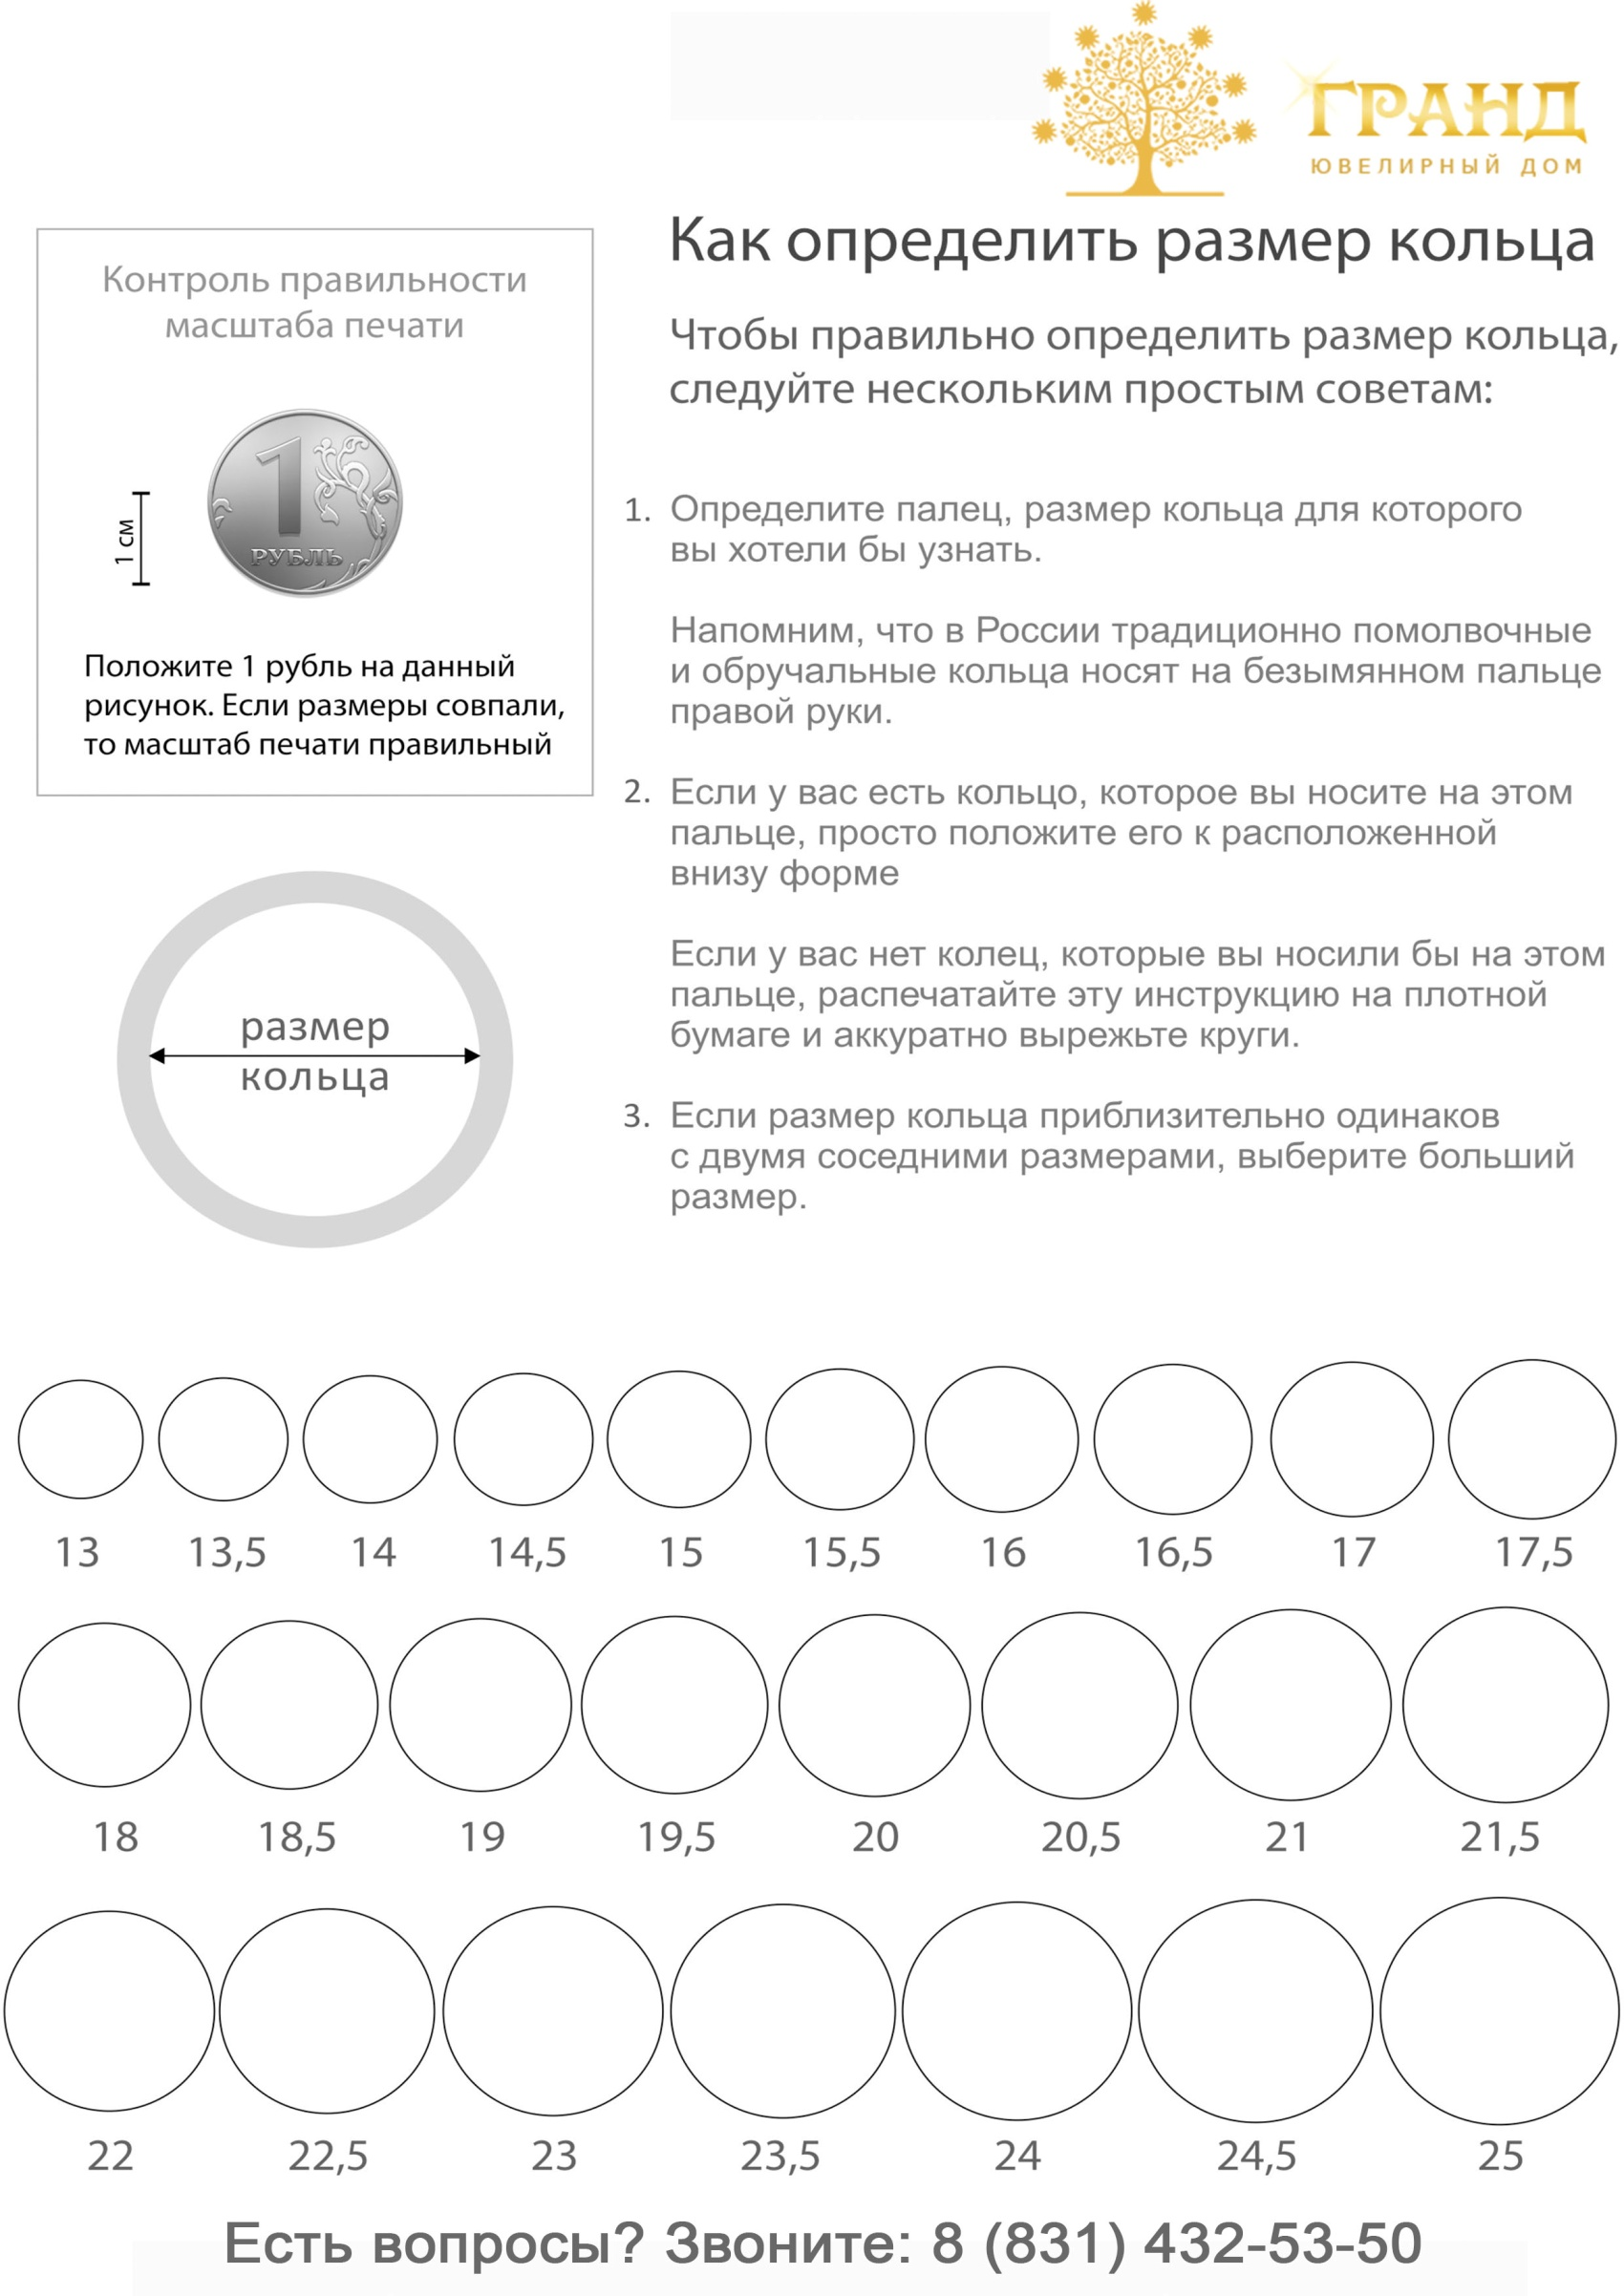 ГРАНД
ЮВЕЛИРНЫЙ ДОМ
Контроль правильности
масштаба печати
1 см
1
РУБЛЬ
Положите 1 рубль на данный
рисунок. Если размеры совпали,
то масштаб печати правильный
размер
кольца
Как определить размер кольца
Чтобы правильно определить размер кольца,
следуйте нескольким простым советам:
1. Определите палец, размер кольца для которого
вы хотели бы узнать.
Напомним, что в России традиционно помолвочные
и обручальные кольца носят на безымянном пальце
правой руки.
2. Если у вас есть кольцо, которое вы носите на этом
пальце, просто положите его к расположенной
внизу форме
Если у вас нет колец, которые вы носили бы на этом
пальце, распечатайте эту инструкцию на плотной
бумаге и аккуратно вырежьте круги.
3. Если размер кольца приблизительно одинаков
с двумя соседними размерами, выберите больший
размер.
13 13,5 14 14,5 15 15,5 16 16,5 17 17,5
18 18,5 19 19,5 20 20,5 21 21,5
22 22,5 23 23,5 24 24,5 25
Есть вопросы? Звоните: 8 (831) 432-53-50